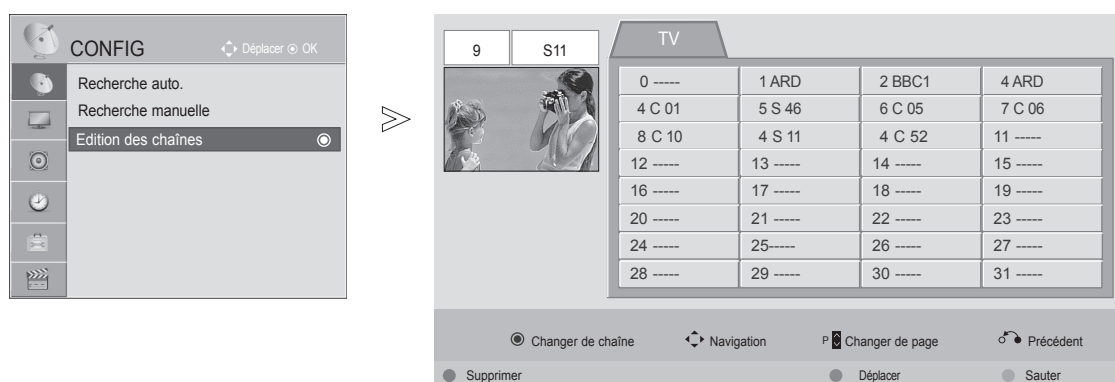 CONFIG Déplacer OK
Recherche auto.
Recherche manuelle
Edition des chaînes
9 S11
TV
0 ----- 1 ARD 2 BBC1 4 ARD
4 C 01 5 S 46 6 C 05 7 C 06
8 C 10 4 S 11 4 C 52 11 -----
12 ----- 13 ----- 14 ----- 15 -----
16 ----- 17 ----- 18 ----- 19 -----
20 ----- 21 ----- 22 ----- 23 -----
24 ----- 25----- 26 ----- 27 -----
28 ----- 29 ----- 30 ----- 31 -----
Changer de chaîne Navigation P Changer de page Précédent
Supprimer Déplacer Sauter